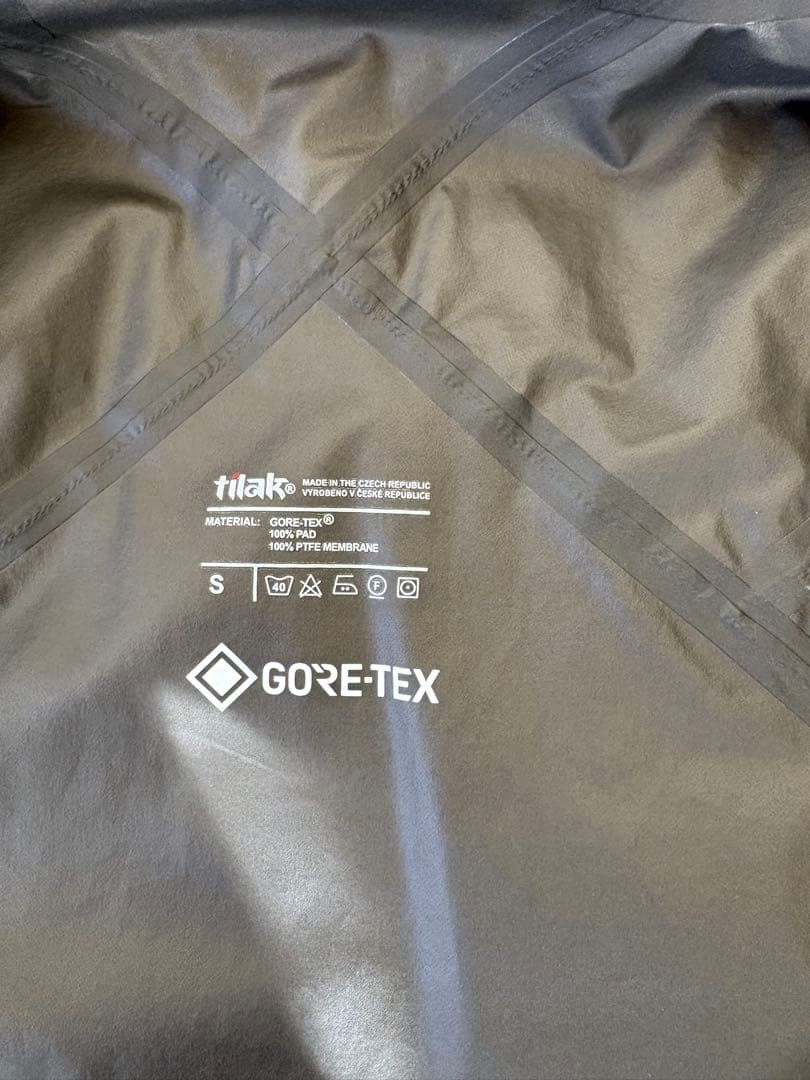 tilak® MADE IN THE CZECH REPUBLIC
VYROBENO V ČESKÉ REPUBLICE
MATERIAL: GORE-TEX®
100% PAD
100% PTFE MEMBRANE
S 40 F
GORE-TEX